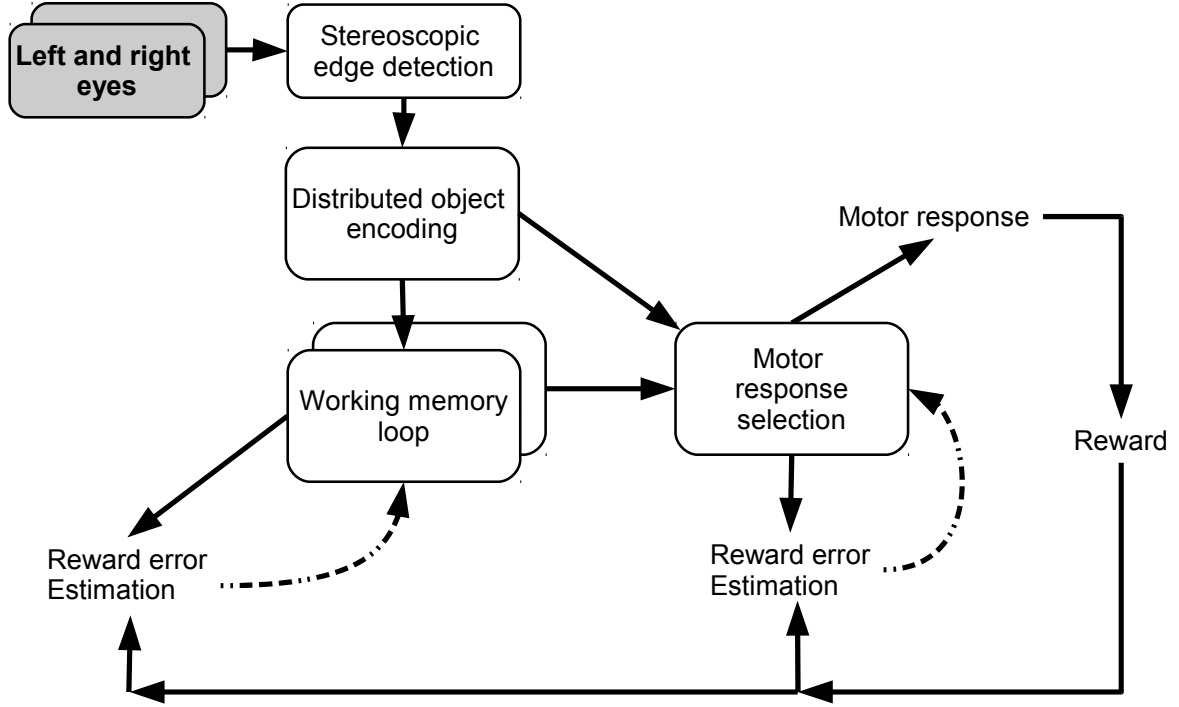 Left and right
eyes
Stereoscopic
edge detection
Distributed object
encoding
Motor response
Working memory
loop
Motor
response
selection
Reward
Reward error
Estimation
Reward error
Estimation